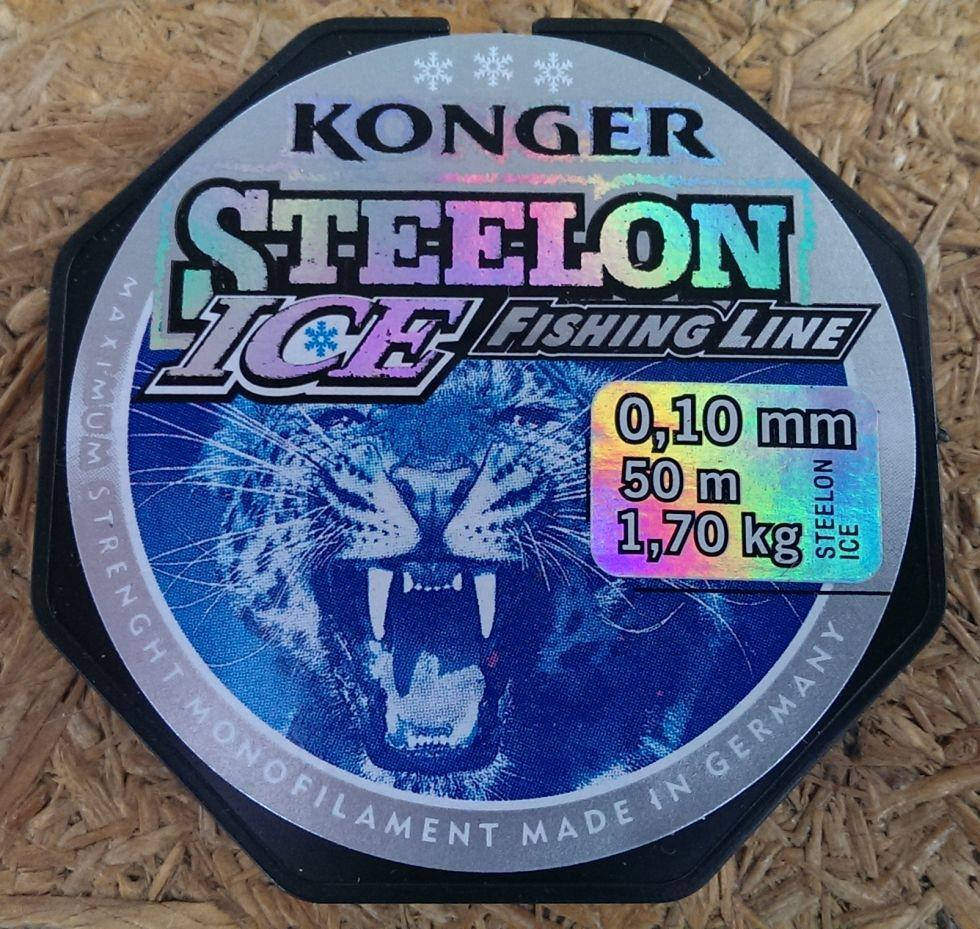 KONGER
STEELON
ICE FISHING LINE
0,10 mm
50 m
1,70 kg
STEELON
ICE
MAXIMUM STRENGHT MONOFILAMENT MADE IN GERMANY